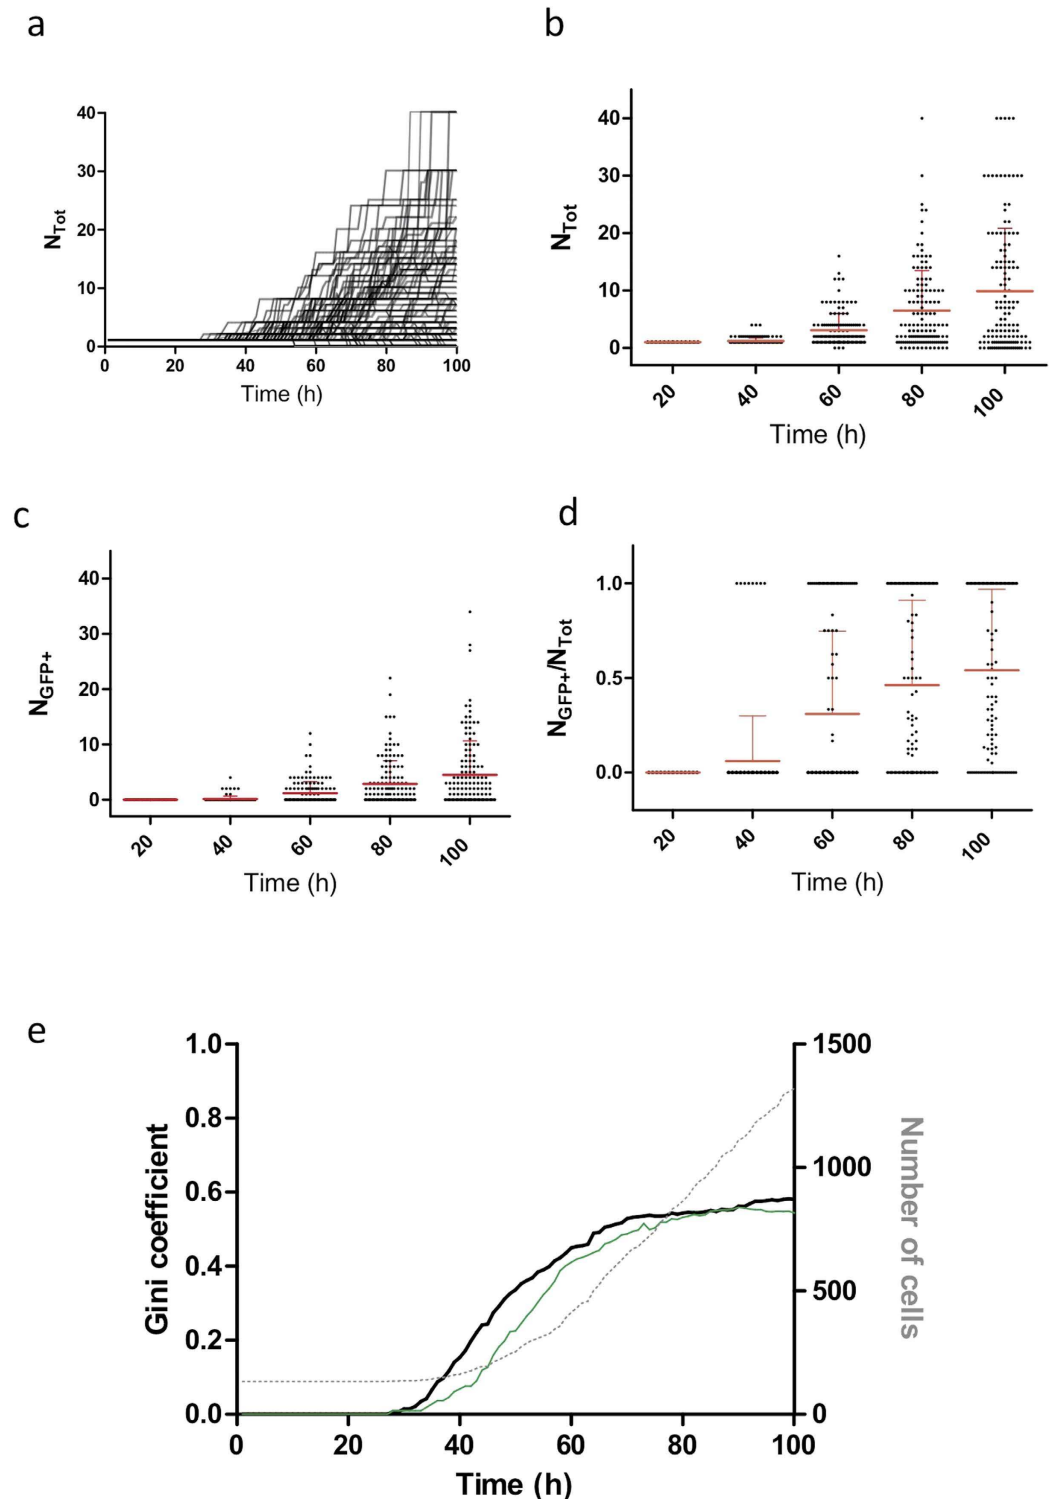 a
40
30
20
10
0
N_Tot
0 20 40 60 80 100
Time (h)
b
40
30
20
10
0
N_Tot
20 40 60 80 100
Time (h)
c
40
30
20
10
0
N_GFP+
20 40 60 80 100
Time (h)
d
1.0
0.5
0.0
N_GFP+/N_Tot
20 40 60 80 100
Time (h)
e
1.0
0.8
0.6
0.4
0.2
0.0
Gini coefficient
1500
1000
500
0
Number of cells
0 20 40 60 80 100
Time (h)